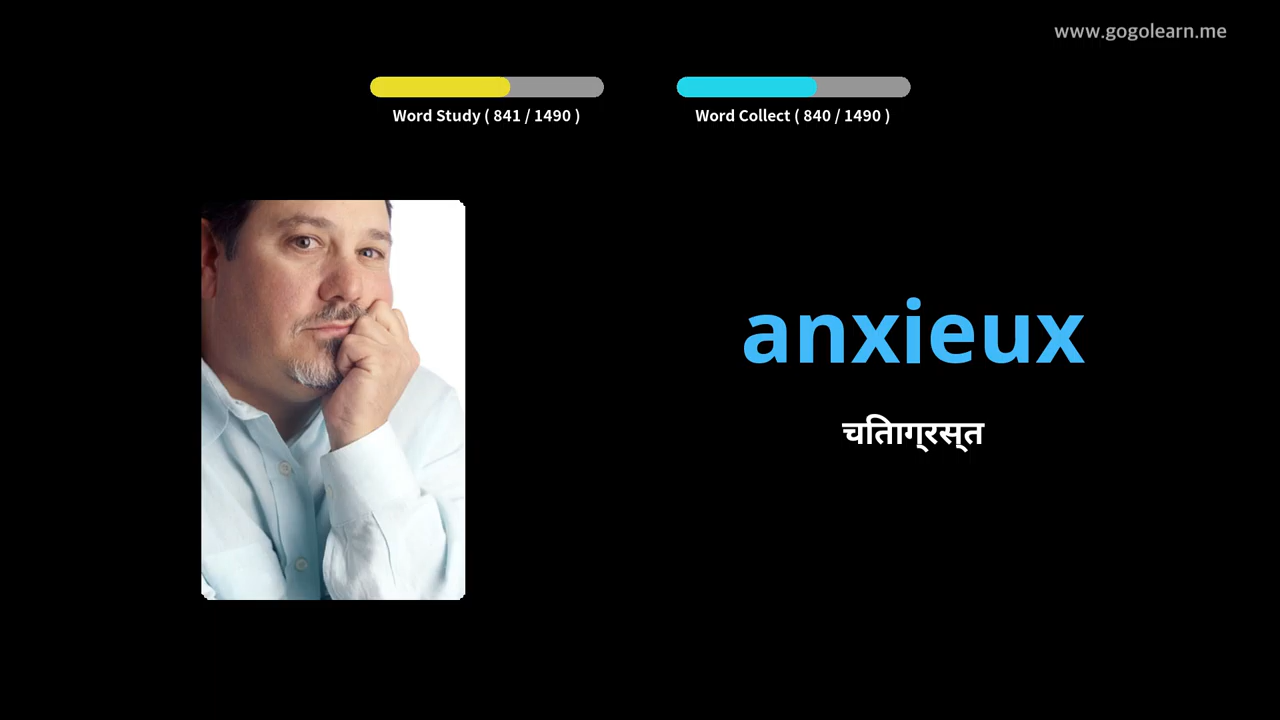 www.gogolearn.me
Word Study ( 841 / 1490 )
Word Collect ( 840 / 1490 )
anxieux
चतिाग्रस्त